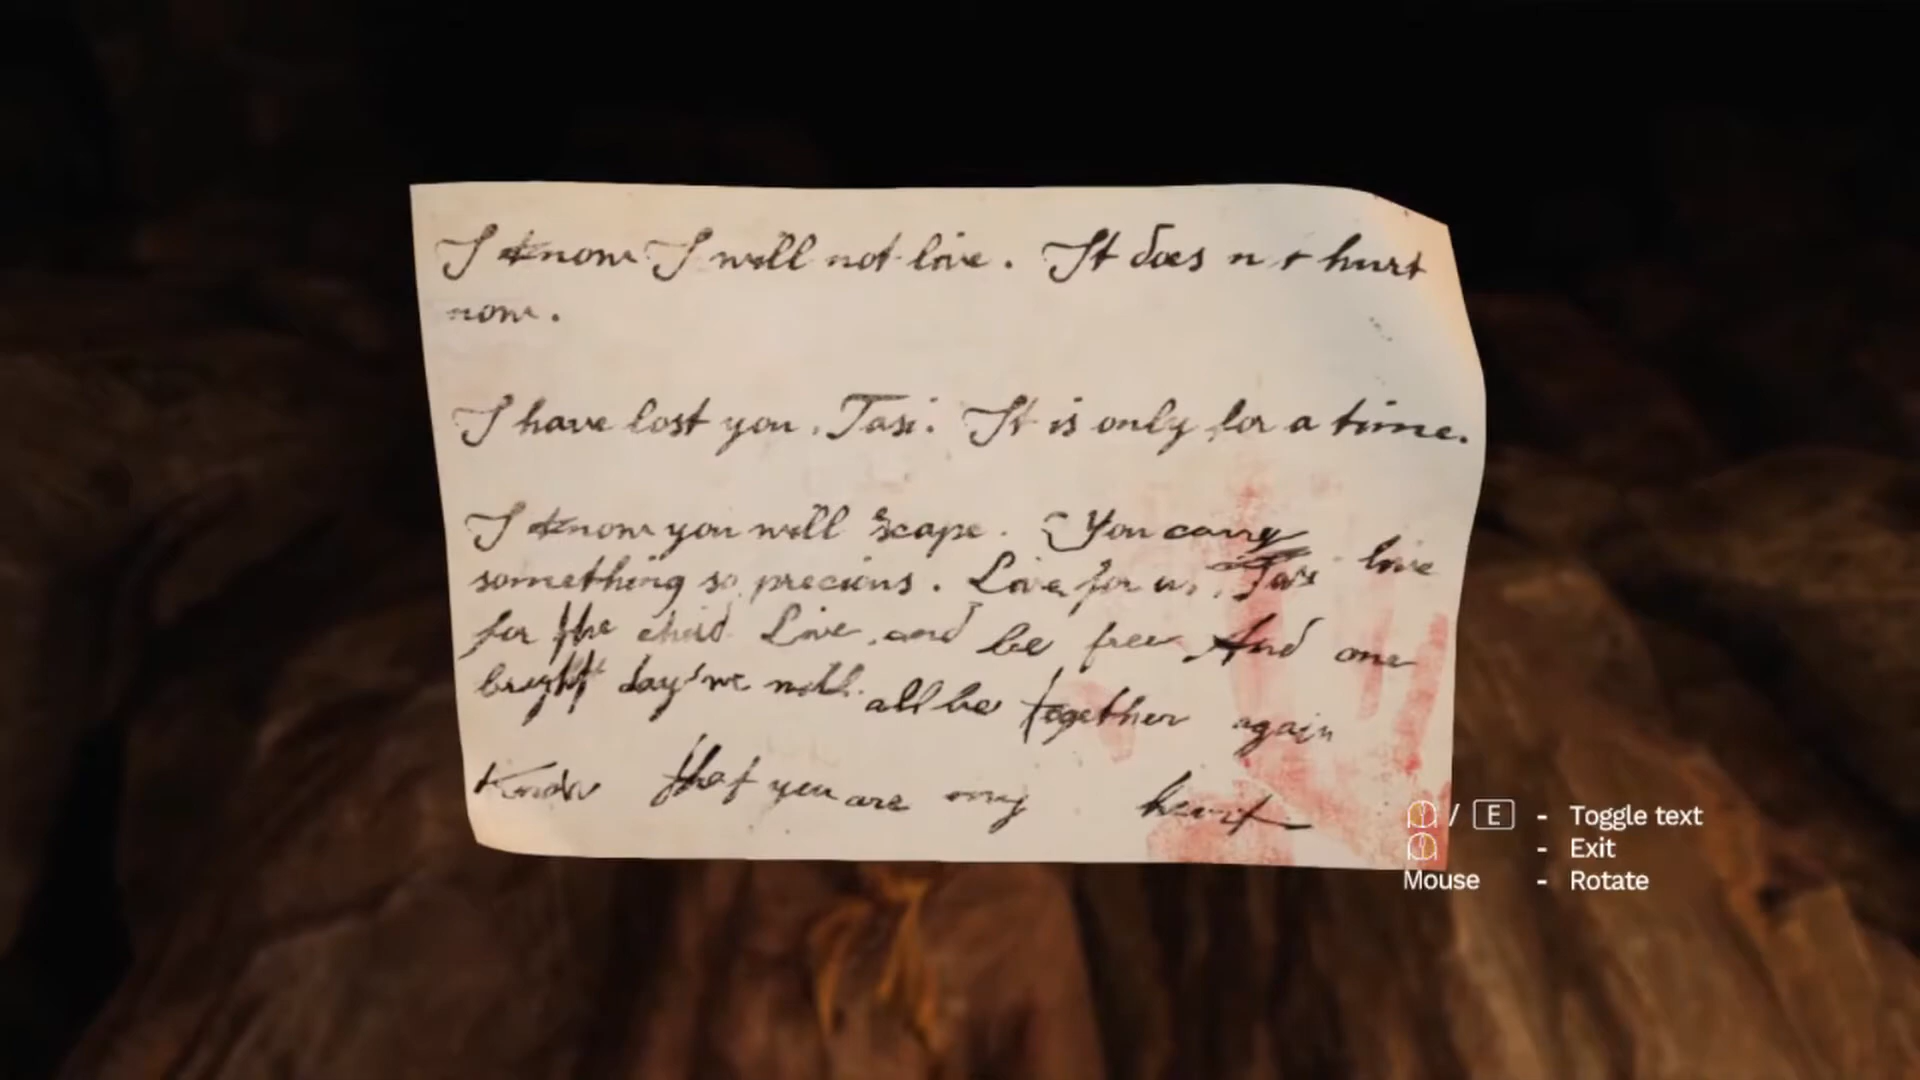 I know I will not live. It does n t hurt
now.
I have lost you, Tasi. It is only for a time.
I know you will scape. You carry
something so precious. Live for us, Tasi live
for the child Live and be free And one
bright day we will all be together again
Know that you are my heart
/ E - Toggle text
- Exit
Mouse - Rotate